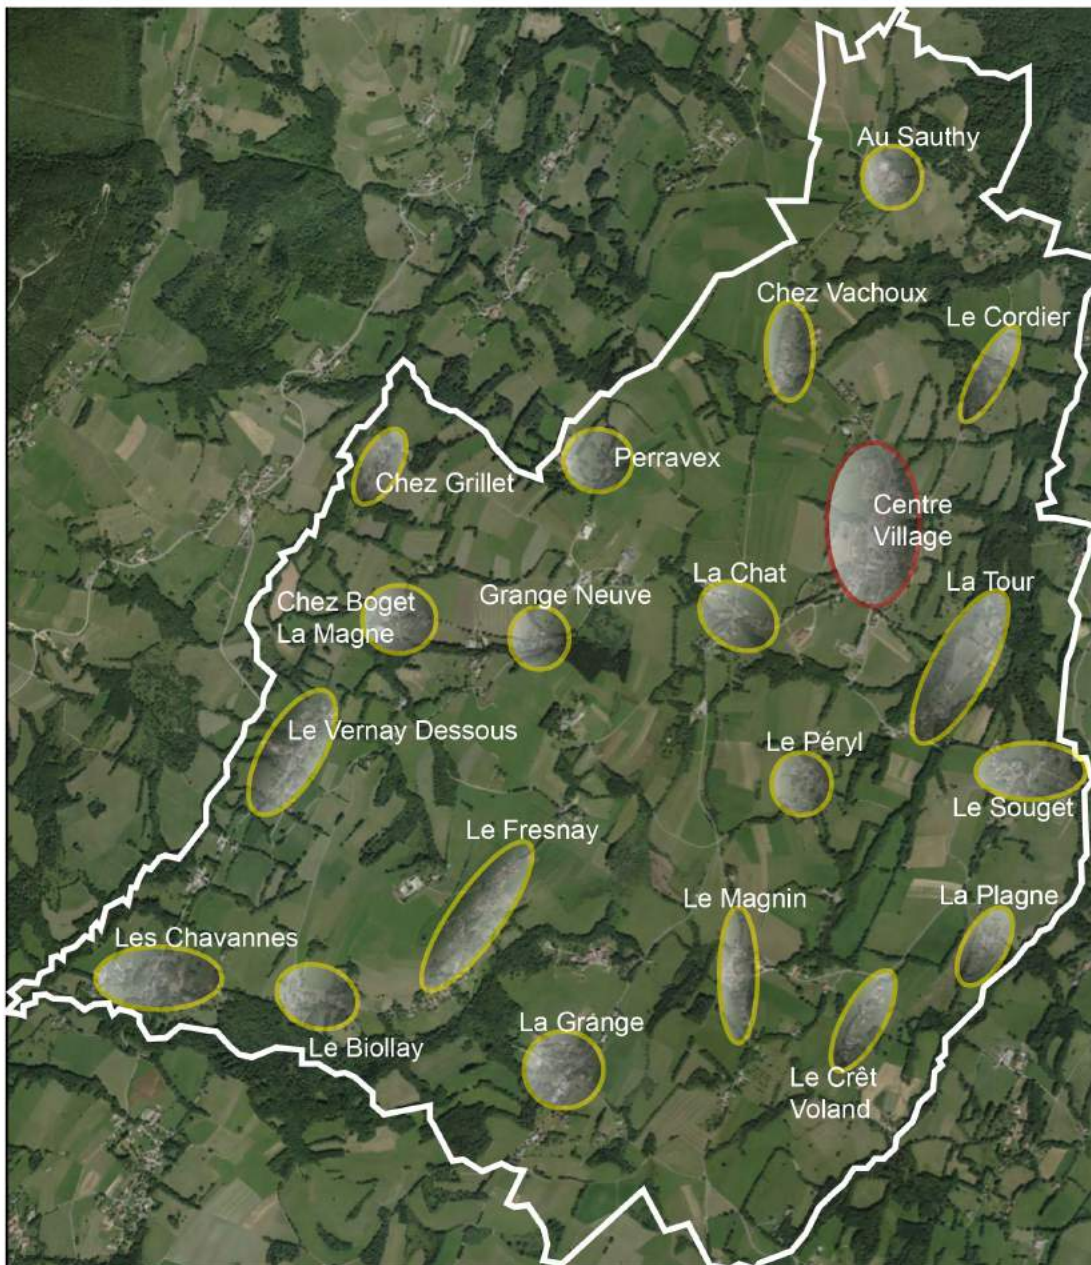 Au Sauthy
Chez Vachoux
Le Cordier
Perravex
Chez Grillet
Centre
Village
La Chat
La Tour
Grange Neuve
Chez Boget
La Magne
Le Vernay Dessous
Le Péryl
Le Souget
Le Fresnay
Le Magnin
La Plagne
Les Chavannes
La Grange
Le Biollay
Le Crêt
Voland